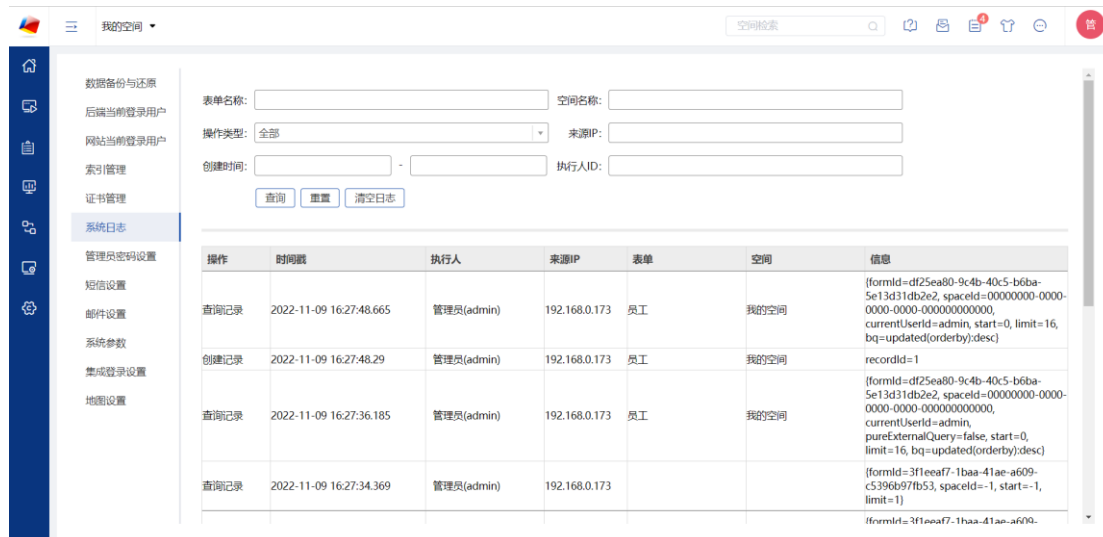 我的空间
空间检索
4
管
数据备份与还原
后端当前登录用户
网站当前登录用户
索引管理
证书管理
系统日志
管理员密码设置
短信设置
邮件设置
系统参数
集成登录设置
地图设置
表单名称:
空间名称:
操作类型: 全部
来源IP:
创建时间: -
执行人ID:
查询 重置 清空日志
操作 时间戳 执行人 来源IP 表单 空间 信息
查询记录 2022-11-09 16:27:48.665 管理员(admin) 192.168.0.173 员工 我的空间
{formId=df25ea80-9c4b-40c5-b6ba-
5e13d31db2e2, spaceId=00000000-0000-
0000-0000-000000000000,
currentUserId=admin, start=0, limit=16,
bq=updated(orderby):desc}
创建记录 2022-11-09 16:27:48.29 管理员(admin) 192.168.0.173 员工 我的空间 recordId=1
查询记录 2022-11-09 16:27:36.185 管理员(admin) 192.168.0.173 员工 我的空间
{formId=df25ea80-9c4b-40c5-b6ba-
5e13d31db2e2, spaceId=00000000-0000-
0000-0000-000000000000,
currentUserId=admin,
pureExternalQuery=false, start=0,
limit=16, bq=updated(orderby):desc}
查询记录 2022-11-09 16:27:34.369 管理员(admin) 192.168.0.173
{formId=3f1eeaf7-1baa-41ae-a609-
c5396b97fb53, spaceId=-1, start=-1,
limit=1}
{formId=3f1eeaf7-1baa-41ae-a609-